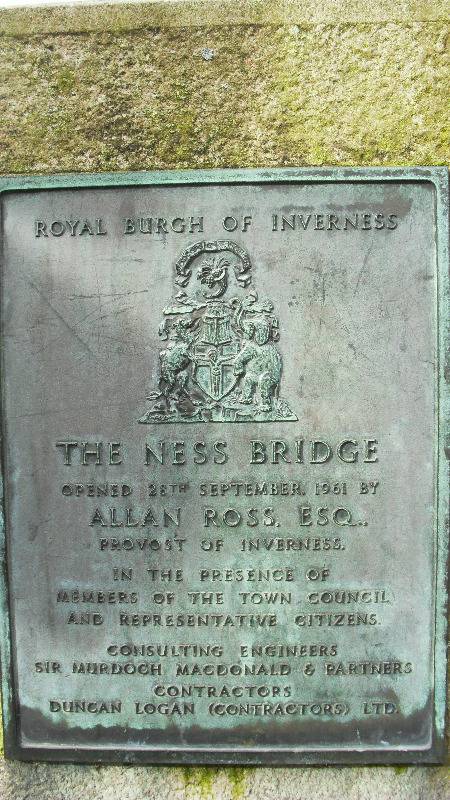 ROYAL BURGH OF INVERNESS
THE NESS BRIDGE
OPENED 28TH SEPTEMBER, 1961 BY
ALLAN ROSS, ESQ.,
PROVOST OF INVERNESS.
IN THE PRESENCE OF
MEMBERS OF THE TOWN COUNCIL
AND REPRESENTATIVE CITIZENS.
CONSULTING ENGINEERS
SIR MURDOCH MACDONALD & PARTNERS
CONTRACTORS
DUNCAN LOGAN (CONTRACTORS) LTD.